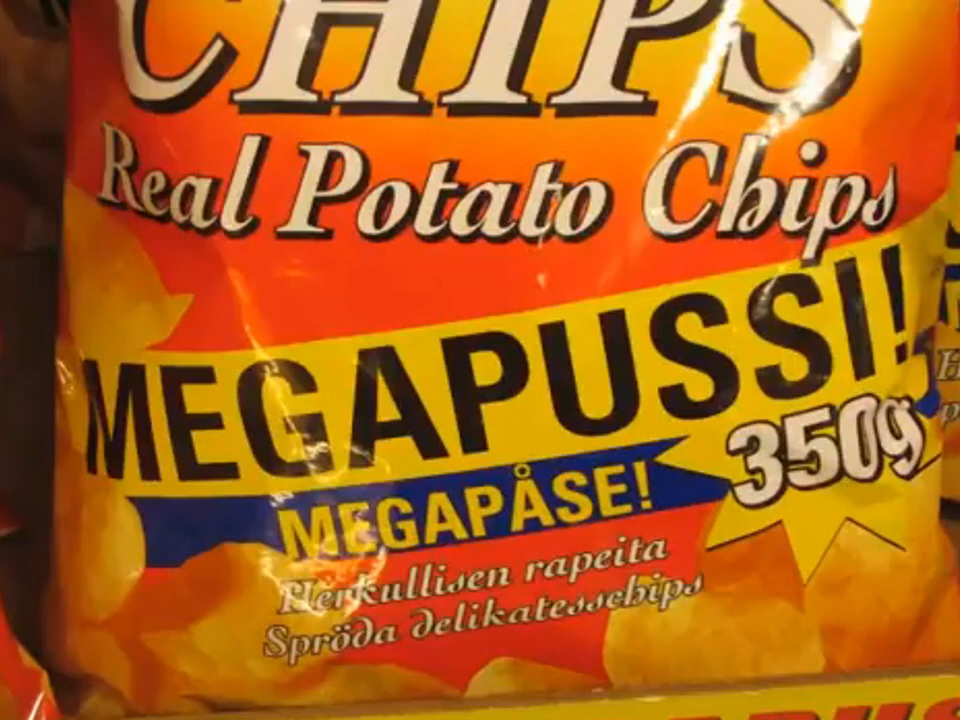 CHIPS
Real Potato Chips
MEGAPUSSI!
350g
MEGAPÅSE!
Herkullisen rapeita
Spröda delikatesschips